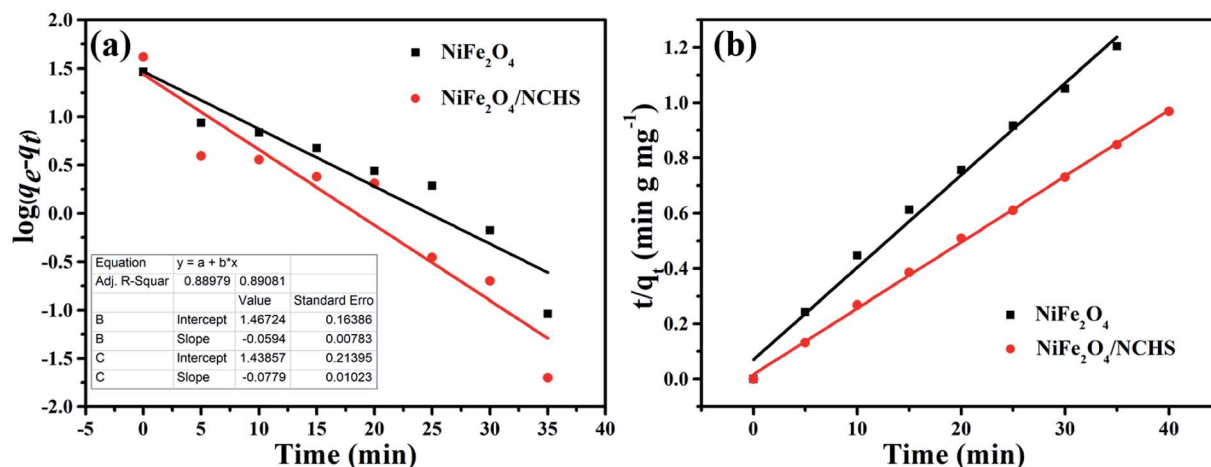 (a)
NiFe₂O₄
NiFe₂O₄/NCHS
log(qe-qt)
2.0
1.5
1.0
0.5
0.0
-0.5
-1.0
-1.5
-2.0
Equation y = a + b*x
Adj. R-Squar 0.88979 0.89081
Value Standard Erro
B Intercept 1.46724 0.16386
B Slope -0.0594 0.00783
C Intercept 1.43857 0.21395
C Slope -0.0779 0.01023
-5 0 5 10 15 20 25 30 35 40
Time (min)
(b)
t/qt (min g mg⁻¹)
1.2
1.0
0.8
0.6
0.4
0.2
0.0
NiFe₂O₄
NiFe₂O₄/NCHS
0 10 20 30 40
Time (min)